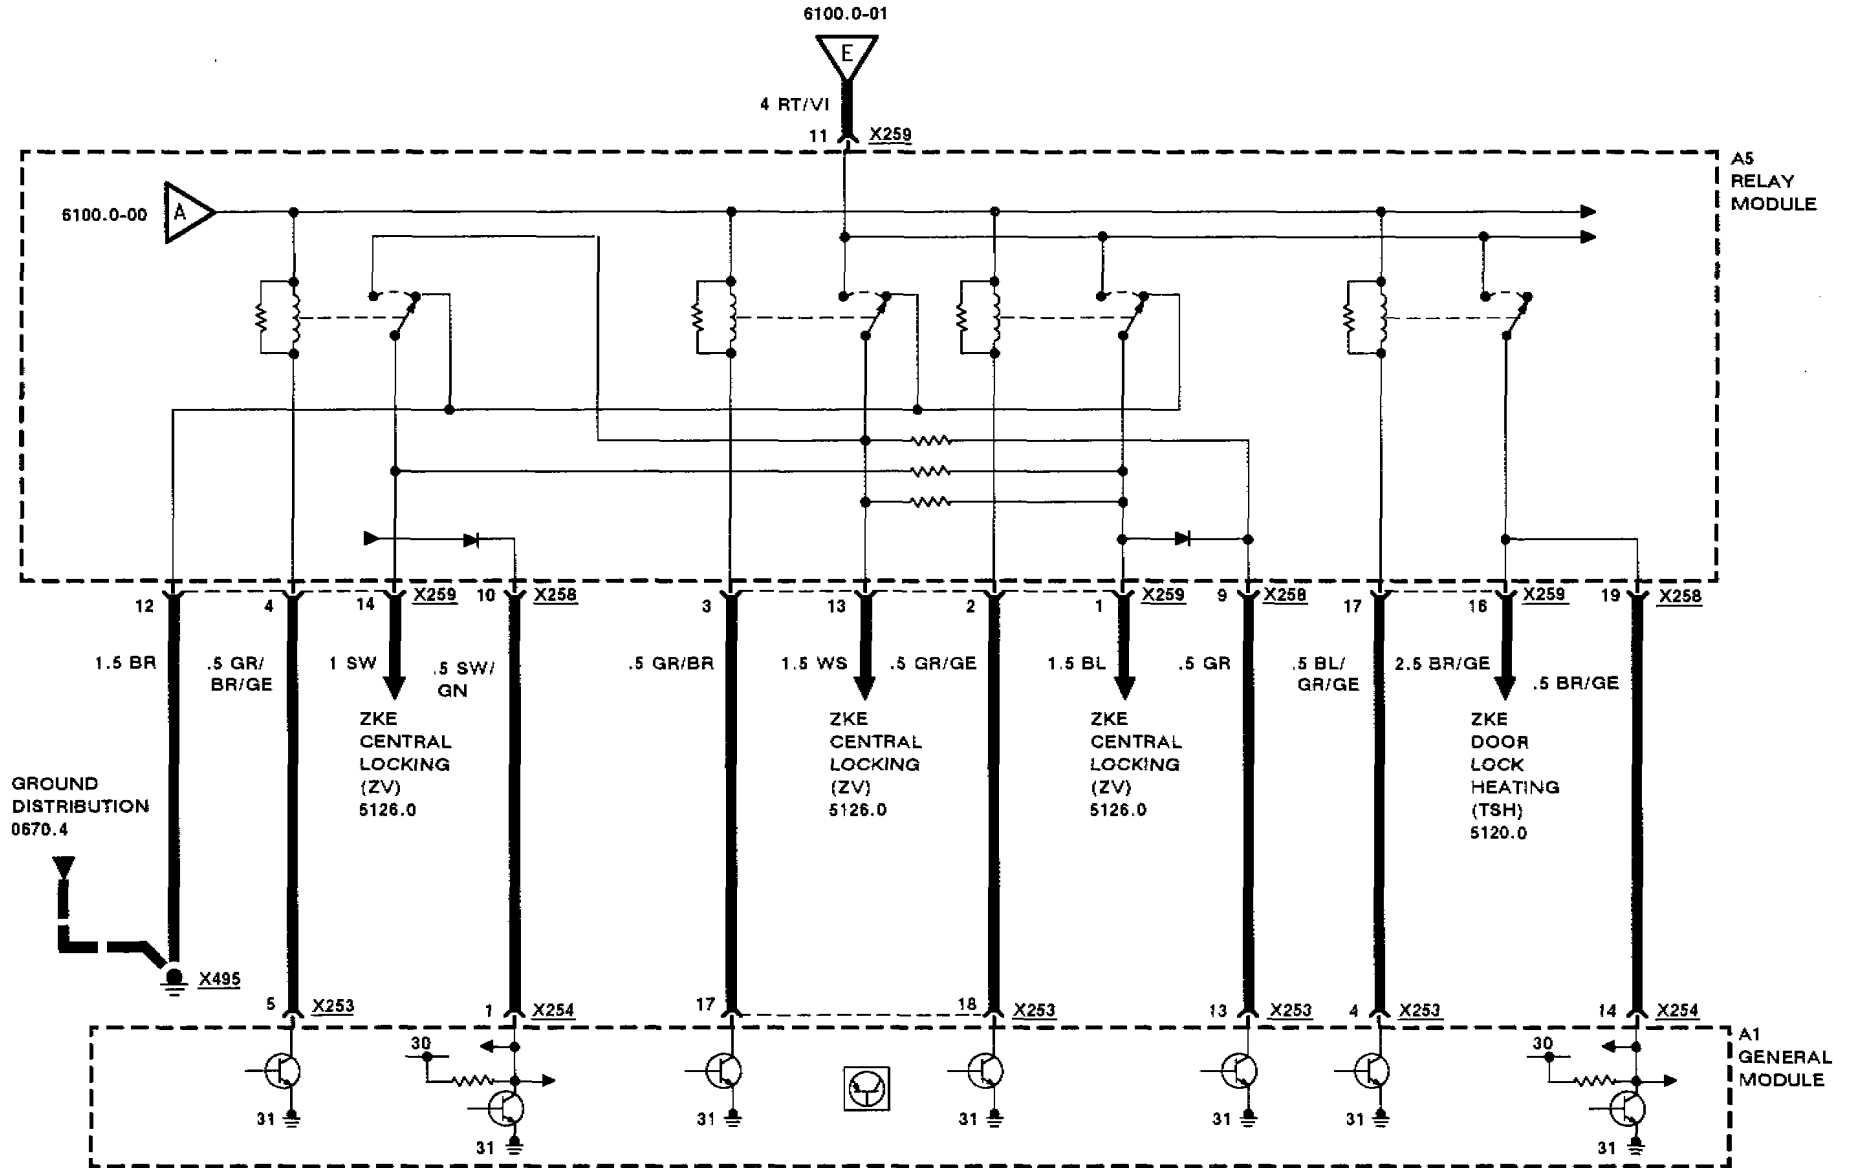 6100.0-01
E
4 RT/VI
11 X259
A5
RELAY
MODULE
6100.0-00 A
12 4 14 X259 10 X258 3 13 2 1 X259 9 X258 17 16 X259 19 X258
1.5 BR
.5 GR/
BR/GE
1 SW
.5 SW/
GN
.5 GR/BR
1.5 WS
.5 GR/GE
1.5 BL
.5 GR
.5 BL/
GR/GE
2.5 BR/GE
.5 BR/GE
ZKE
CENTRAL
LOCKING
(ZV)
5126.0
ZKE
CENTRAL
LOCKING
(ZV)
5126.0
ZKE
CENTRAL
LOCKING
(ZV)
5126.0
ZKE
DOOR
LOCK
HEATING
(TSH)
5120.0
GROUND
DISTRIBUTION
0670.4
X495
5 X253 1 X254 17 18 X253 13 X253 4 X253 14 X254
A1
GENERAL
MODULE
30 30
31 31 31 31 31 31 31